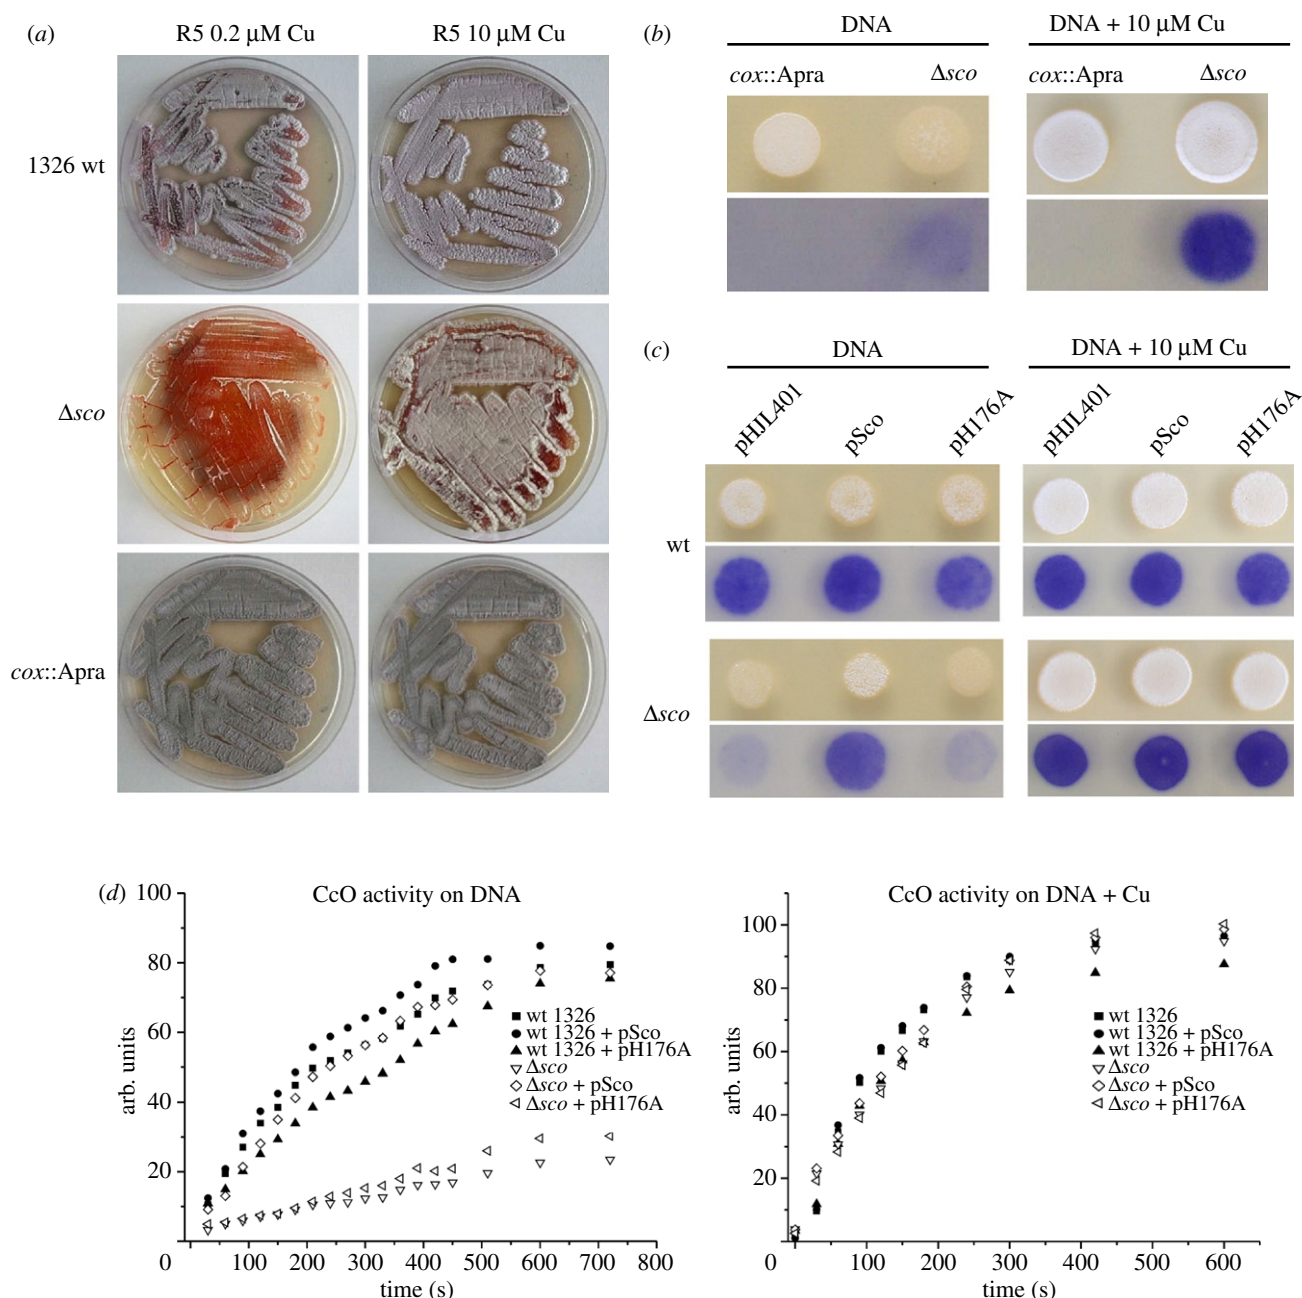 (a)
R5 0.2 µM Cu
R5 10 µM Cu
1326 wt
Δsco
cox::Apra
(b)
DNA
DNA + 10 µM Cu
cox::Apra
Δsco
cox::Apra
Δsco
(c)
DNA
DNA + 10 µM Cu
pHJL401
pSco
pH176A
pHJL401
pSco
pH176A
wt
Δsco
(d)
CcO activity on DNA
100
80
60
40
20
0
arb. units
100 200 300 400 500 600 700 800
time (s)
wt 1326
wt 1326 + pSco
wt 1326 + pH176A
Δsco
Δsco + pSco
Δsco + pH176A
CcO activity on DNA + Cu
100
80
60
40
20
arb. units
0 100 200 300 400 500 600
time (s)
wt 1326
wt 1326 + pSco
wt 1326 + pH176A
Δsco
Δsco + pSco
Δsco + pH176A